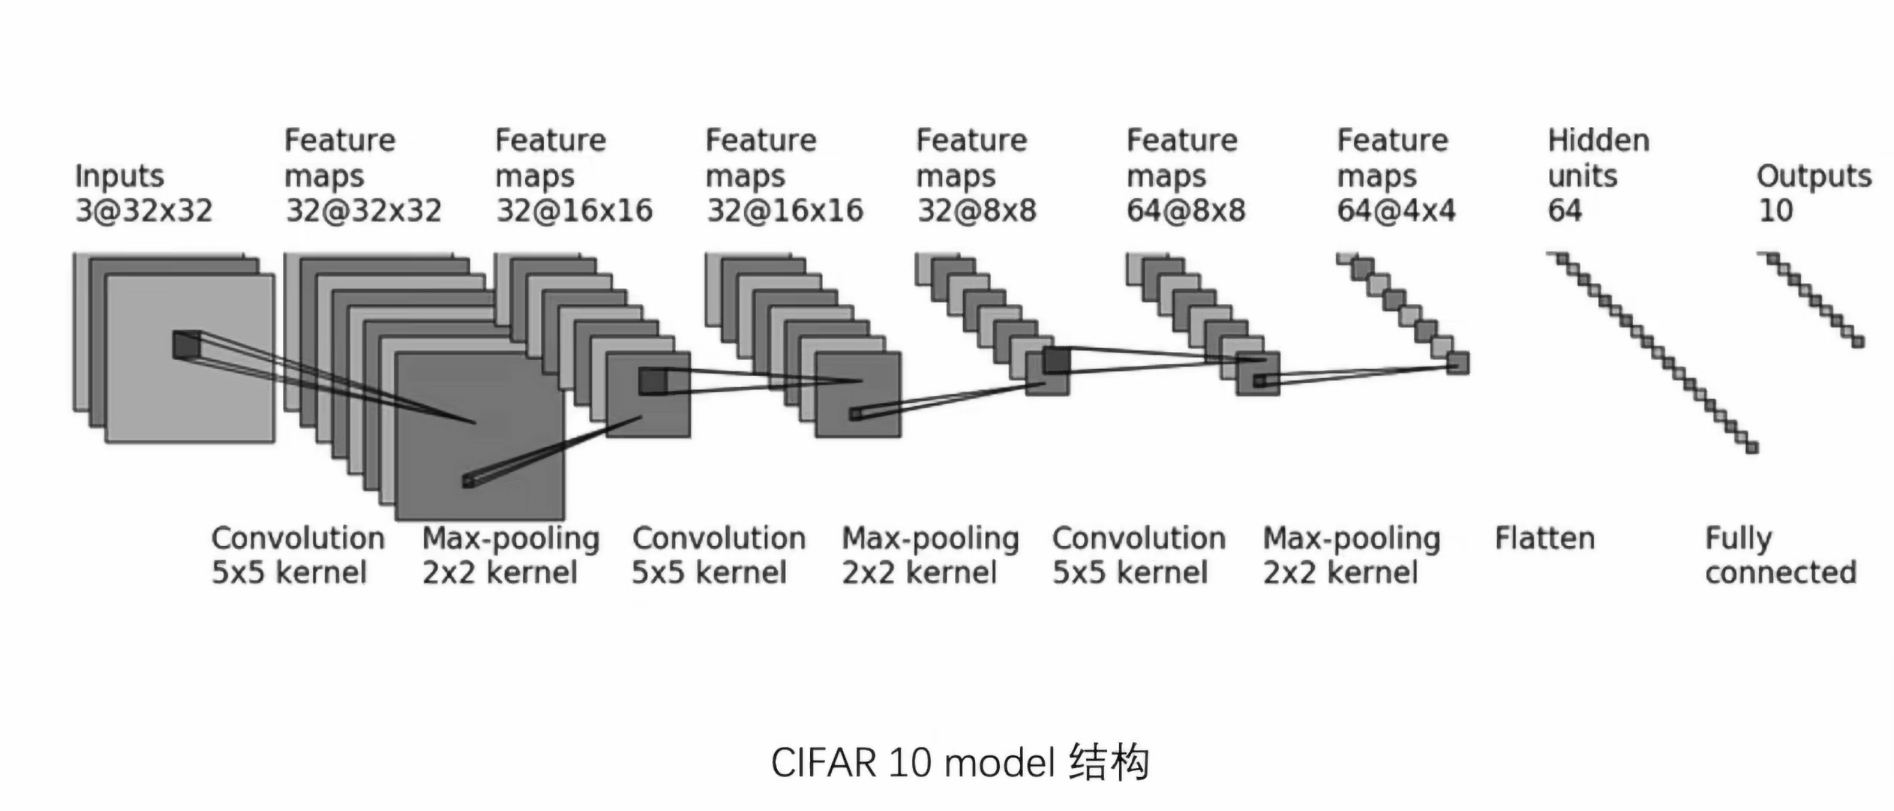 Inputs
3@32x32
Feature
maps
32@32x32
Feature
maps
32@16x16
Feature
maps
32@16x16
Feature
maps
32@8x8
Feature
maps
64@8x8
Feature
maps
64@4x4
Hidden
units
64
Outputs
10
Convolution
5x5 kernel
Max-pooling
2x2 kernel
Convolution
5x5 kernel
Max-pooling
2x2 kernel
Convolution
5x5 kernel
Max-pooling
2x2 kernel
Flatten
Fully
connected
CIFAR 10 model 结构